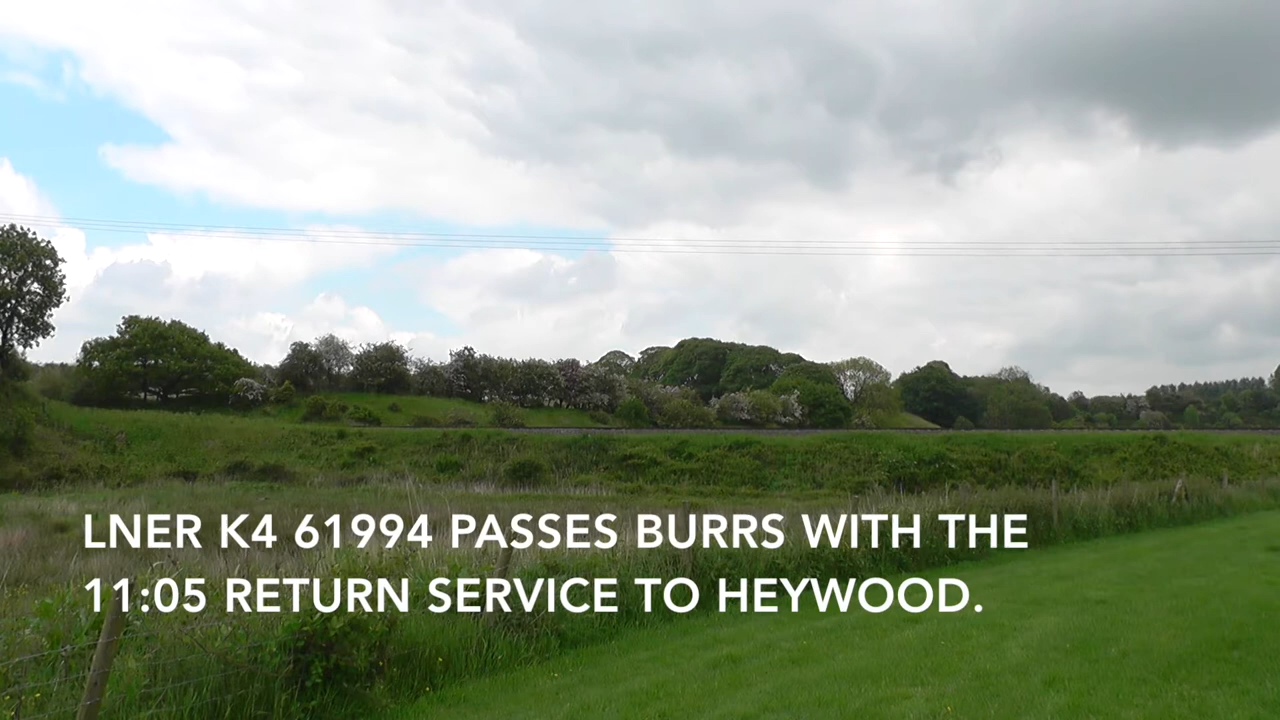 LNER K4 61994 PASSES BURRS WITH THE
11:05 RETURN SERVICE TO HEYWOOD.